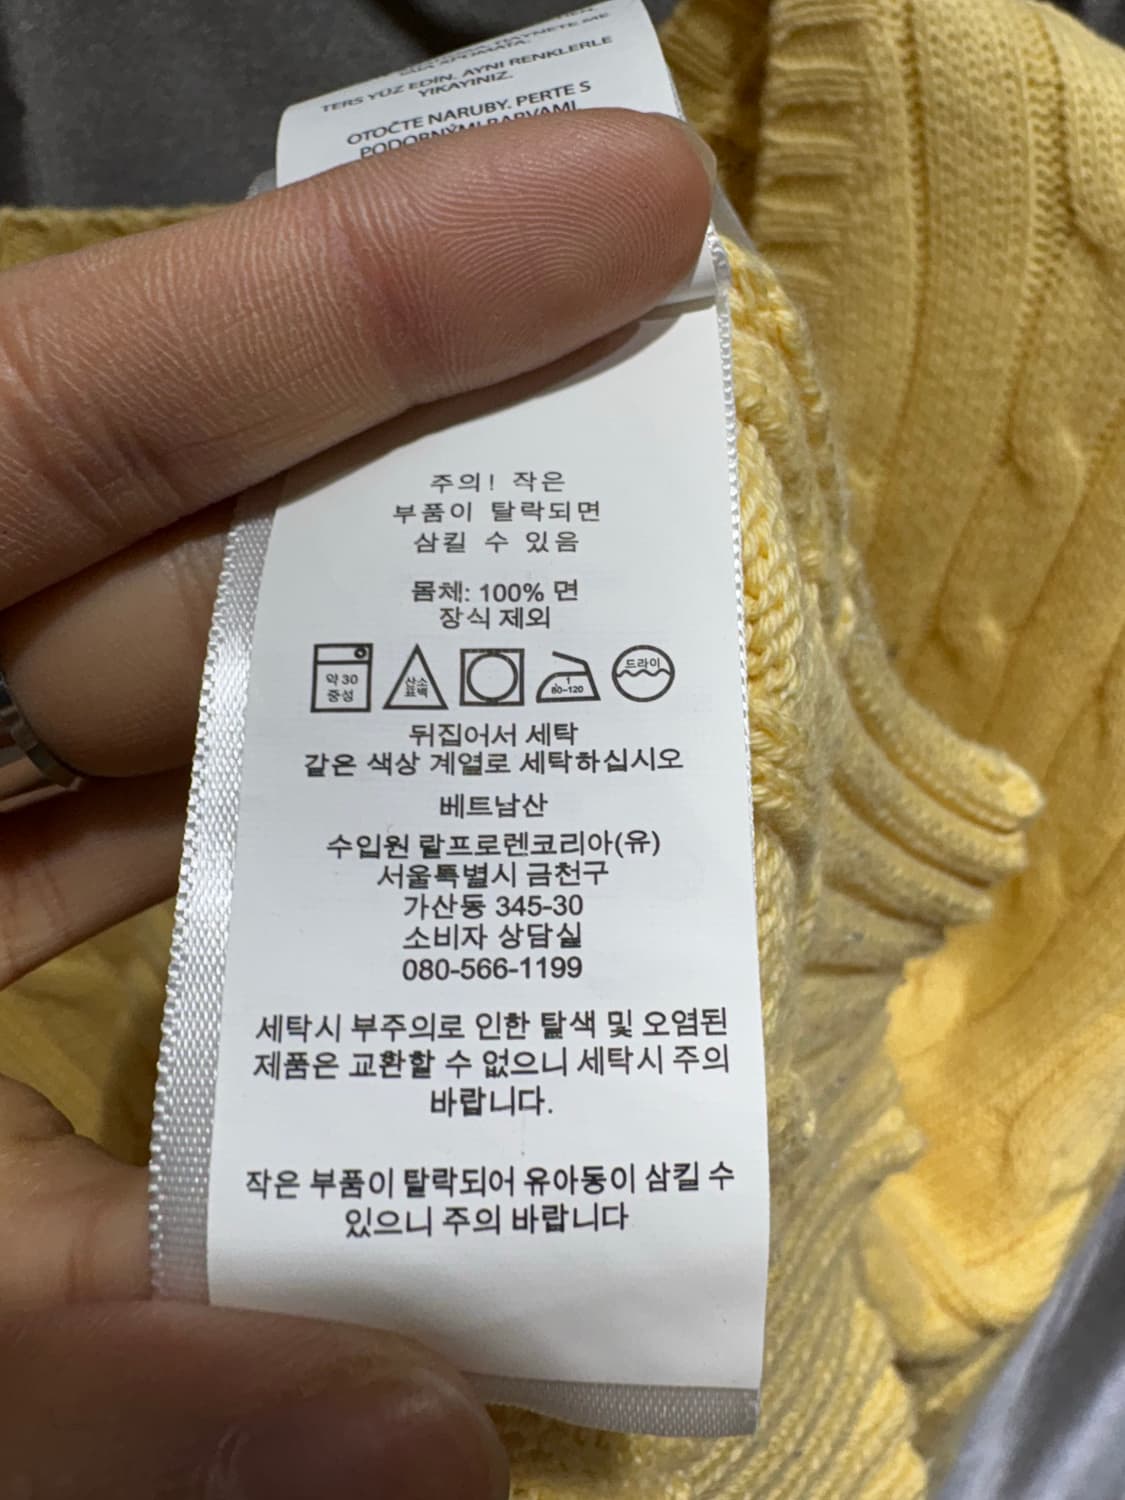 TERS YÜZ EDİN. AYNI RENKLERLE
YIKAYINIZ.
OTOČTE NARUBY. PERTE S
PODOBNÝMI BARVAMI.
주의! 작은
부품이 탈락되면
삼킬 수 있음
몸체: 100% 면
장식 제외
약 30
중성
산소
표백
1
80-120
드라이
뒤집어서 세탁
같은 색상 계열로 세탁하십시오
베트남산
수입원 랄프로렌코리아(유)
서울특별시 금천구
가산동 345-30
소비자 상담실
080-566-1199
세탁시 부주의로 인한 탈색 및 오염된
제품은 교환할 수 없으니 세탁시 주의
바랍니다.
작은 부품이 탈락되어 유아동이 삼킬 수
있으니 주의 바랍니다